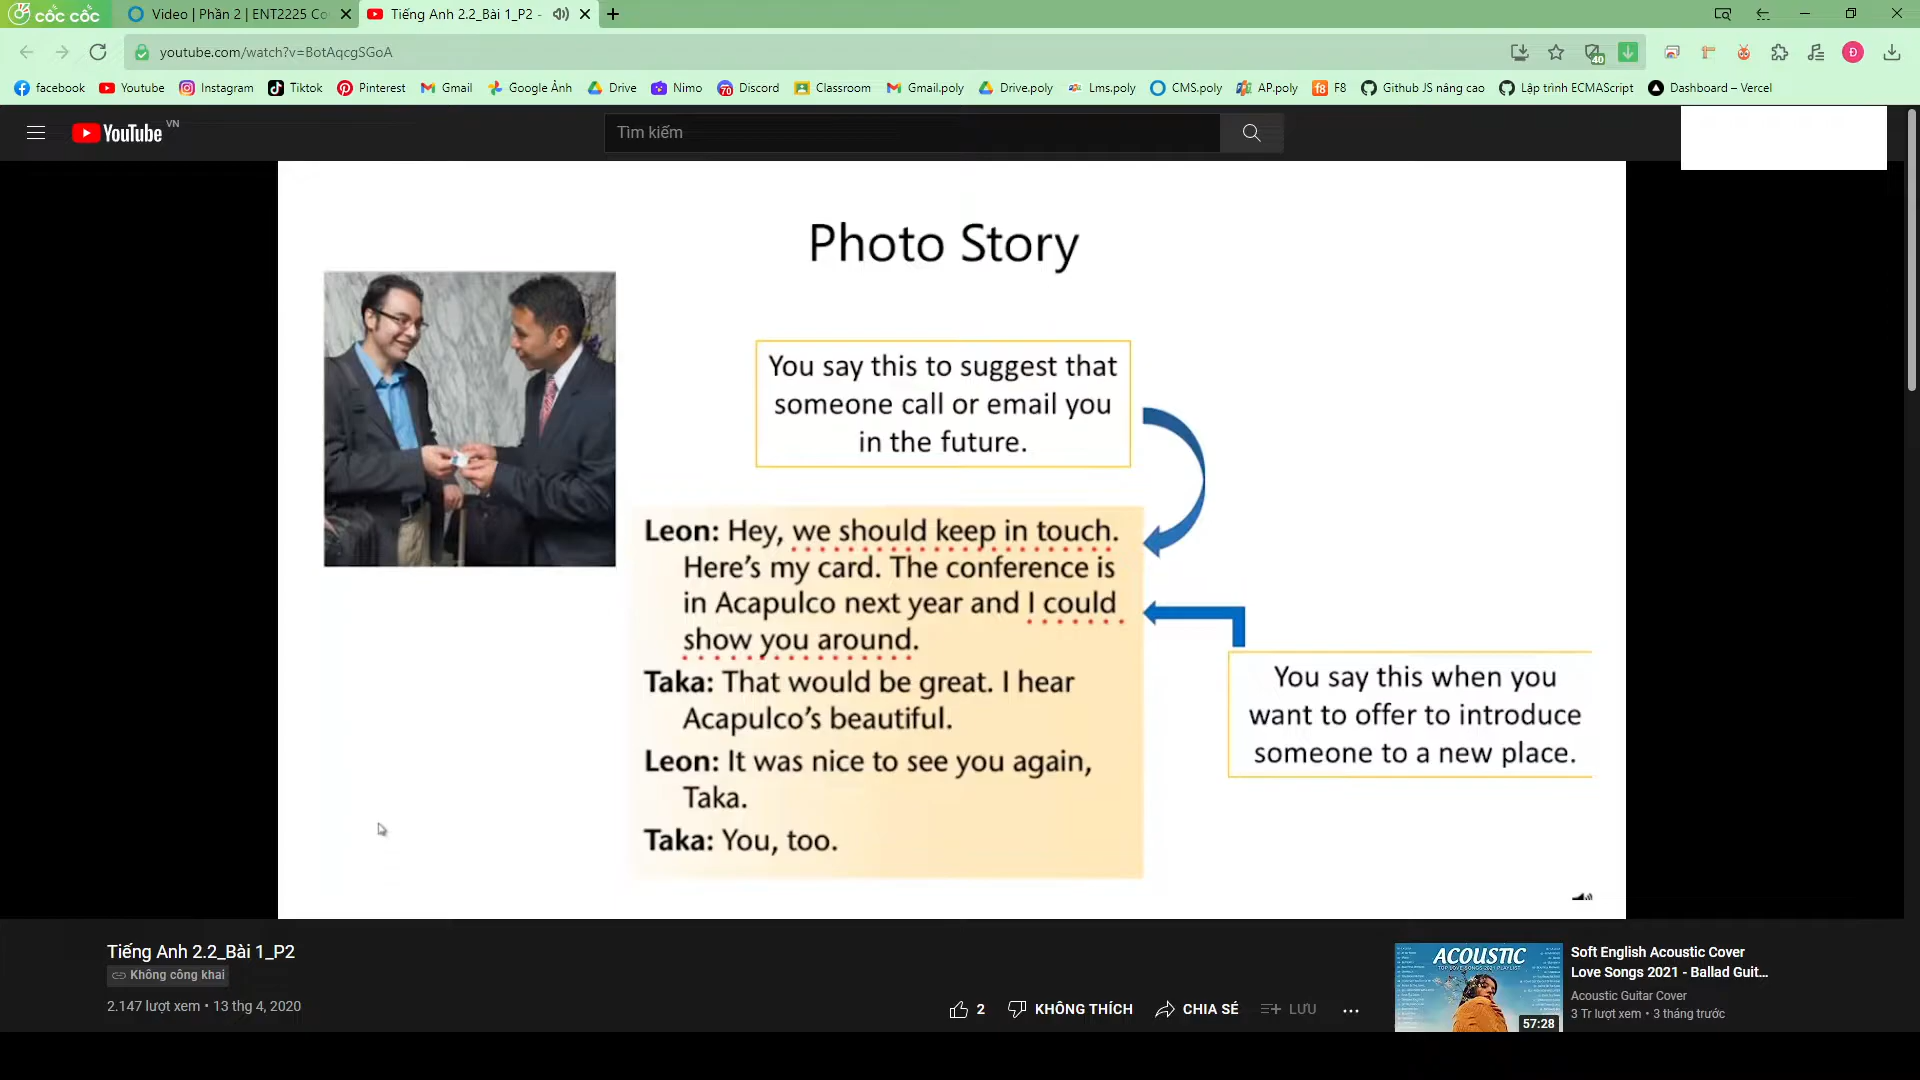 cốc cốc
Video | Phần 2 | ENT2225 Co
Tiếng Anh 2.2_Bài 1_P2 -
youtube.com/watch?v=BotAqcgSGoA
40
Đ
facebook
Youtube
Instagram
Tiktok
Pinterest
Gmail
Google Ảnh
Drive
Nimo
Discord
Classroom
Gmail.poly
Drive.poly
Lms.poly
CMS.poly
AP.poly
F8
Github JS nâng cao
Lập trình ECMAScript
Dashboard – Vercel
YouTube VN
Tìm kiếm
Photo Story
You say this to suggest that
someone call or email you
in the future.
Leon: Hey, we should keep in touch.
Here's my card. The conference is
in Acapulco next year and I could
show you around.
Taka: That would be great. I hear
Acapulco's beautiful.
Leon: It was nice to see you again,
Taka.
Taka: You, too.
You say this when you
want to offer to introduce
someone to a new place.
Tiếng Anh 2.2_Bài 1_P2
Không công khai
2.147 lượt xem • 13 thg 4, 2020
2
KHÔNG THÍCH
CHIA SẺ
LƯU
ACOUSTIC
TOP LOVE SONGS 2021 PLAYLIST
57:28
Soft English Acoustic Cover
Love Songs 2021 - Ballad Guit...
Acoustic Guitar Cover
3 Tr lượt xem • 3 tháng trước